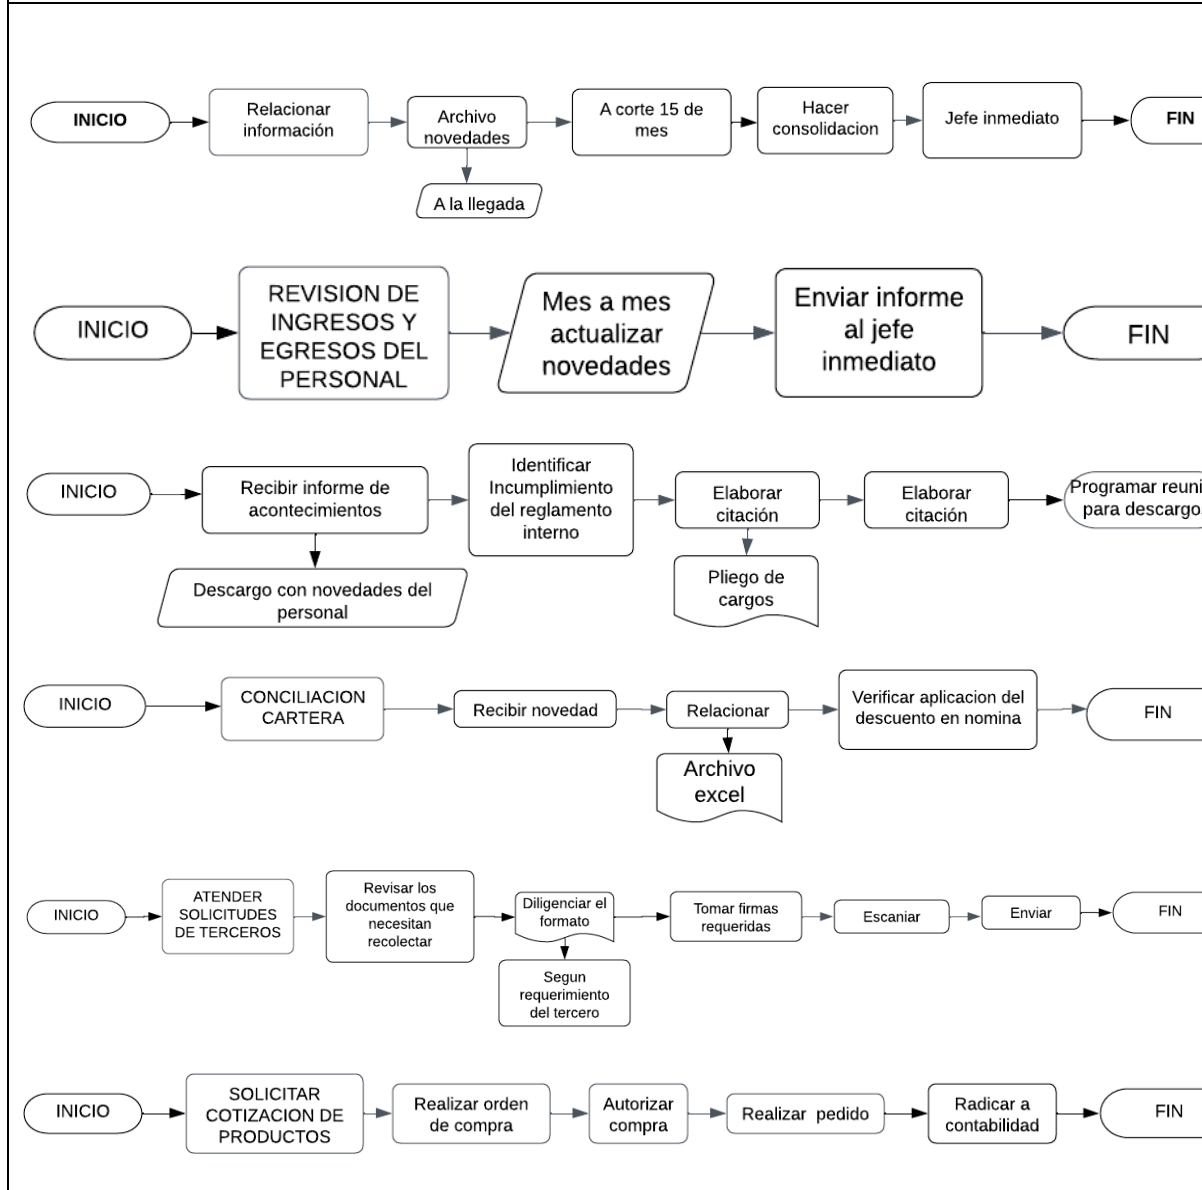 INICIO
Relacionar
información
Archivo
novedades
A la llegada
A corte 15 de
mes
Hacer
consolidacion
Jefe inmediato
FIN
INICIO
REVISION DE
INGRESOS Y
EGRESOS DEL
PERSONAL
Mes a mes
actualizar
novedades
Enviar informe
al jefe
inmediato
FIN
INICIO
Recibir informe de
acontecimientos
Descargo con novedades del
personal
Identificar
Incumplimiento
del reglamento
interno
Elaborar
citación
Pliego de
cargos
Elaborar
citación
Programar reuni
para descargo
INICIO
CONCILIACION
CARTERA
Recibir novedad
Relacionar
Archivo
excel
Verificar aplicacion del
descuento en nomina
FIN
INICIO
ATENDER
SOLICITUDES
DE TERCEROS
Revisar los
documentos que
necesitan
recolectar
Diligenciar el
formato
Segun
requerimiento
del tercero
Tomar firmas
requeridas
Escaniar
Enviar
FIN
INICIO
SOLICITAR
COTIZACION DE
PRODUCTOS
Realizar orden
de compra
Autorizar
compra
Realizar pedido
Radicar a
contabilidad
FIN